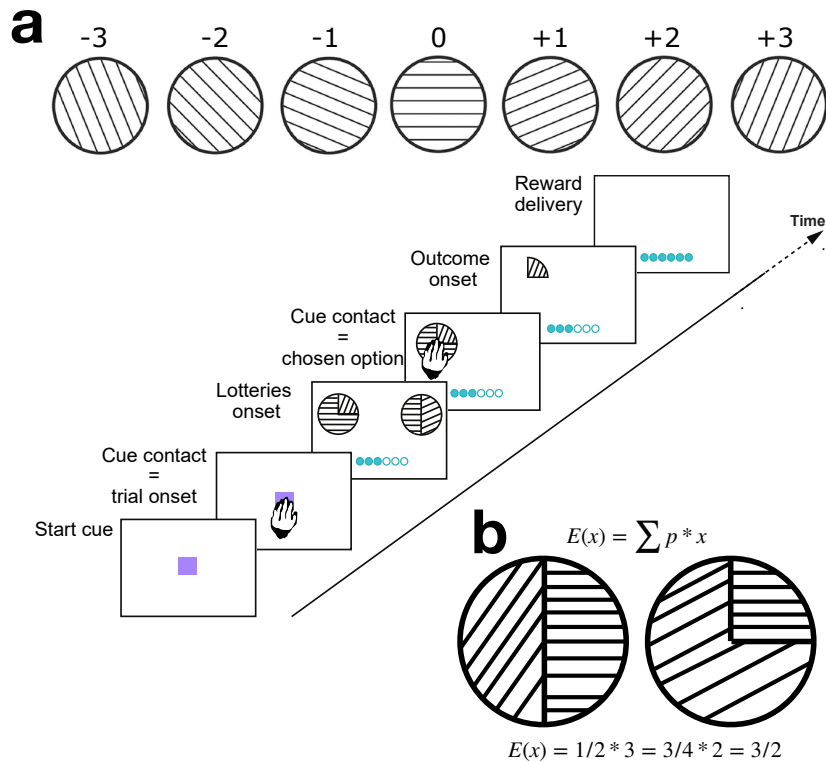 a
-3 -2 -1 0 +1 +2 +3
Reward
delivery
Time
Outcome
onset
Cue contact
=
chosen option
Lotteries
onset
Cue contact
=
trial onset
Start cue
b
E(x) = ∑ p * x
E(x) = 1/2 * 3 = 3/4 * 2 = 3/2